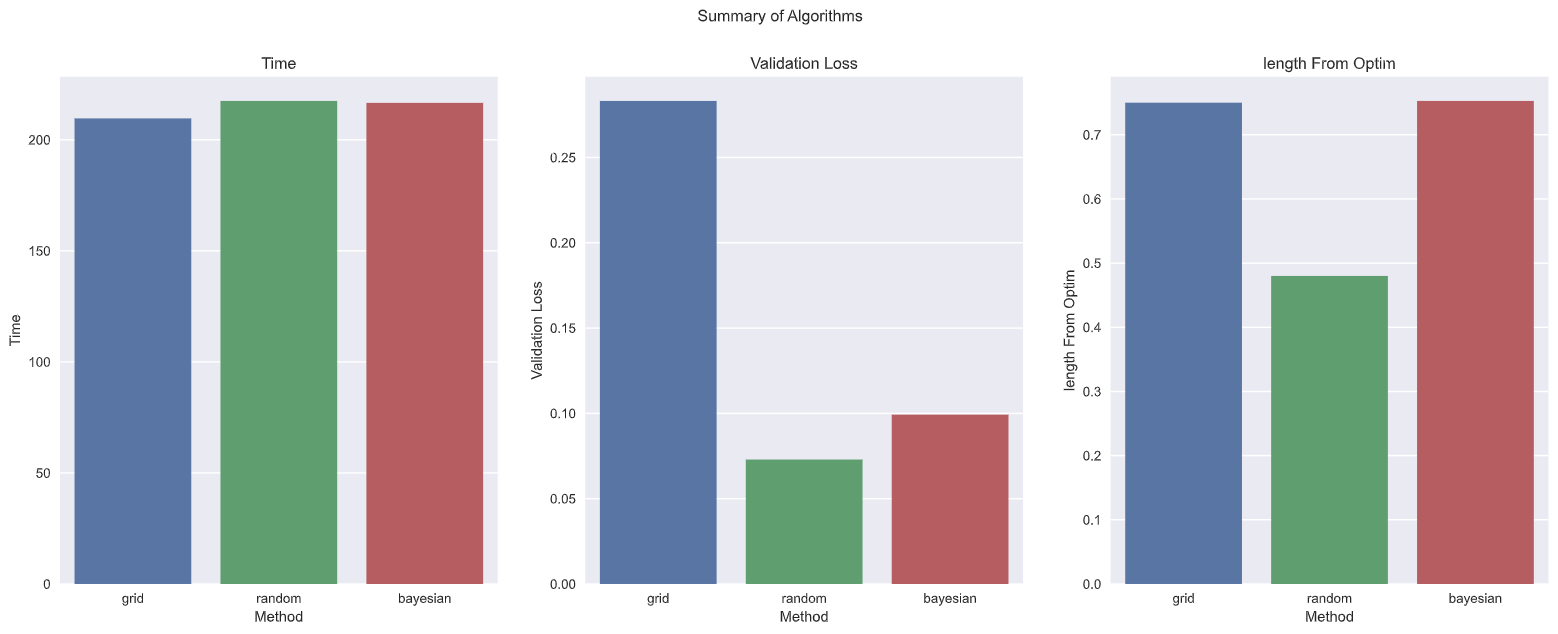 Summary of Algorithms
Time
Time
200
150
100
50
0
grid random bayesian
Method
Validation Loss
Validation Loss
0.25
0.20
0.15
0.10
0.05
0.00
grid random bayesian
Method
length From Optim
length From Optim
0.7
0.6
0.5
0.4
0.3
0.2
0.1
0.0
grid random bayesian
Method